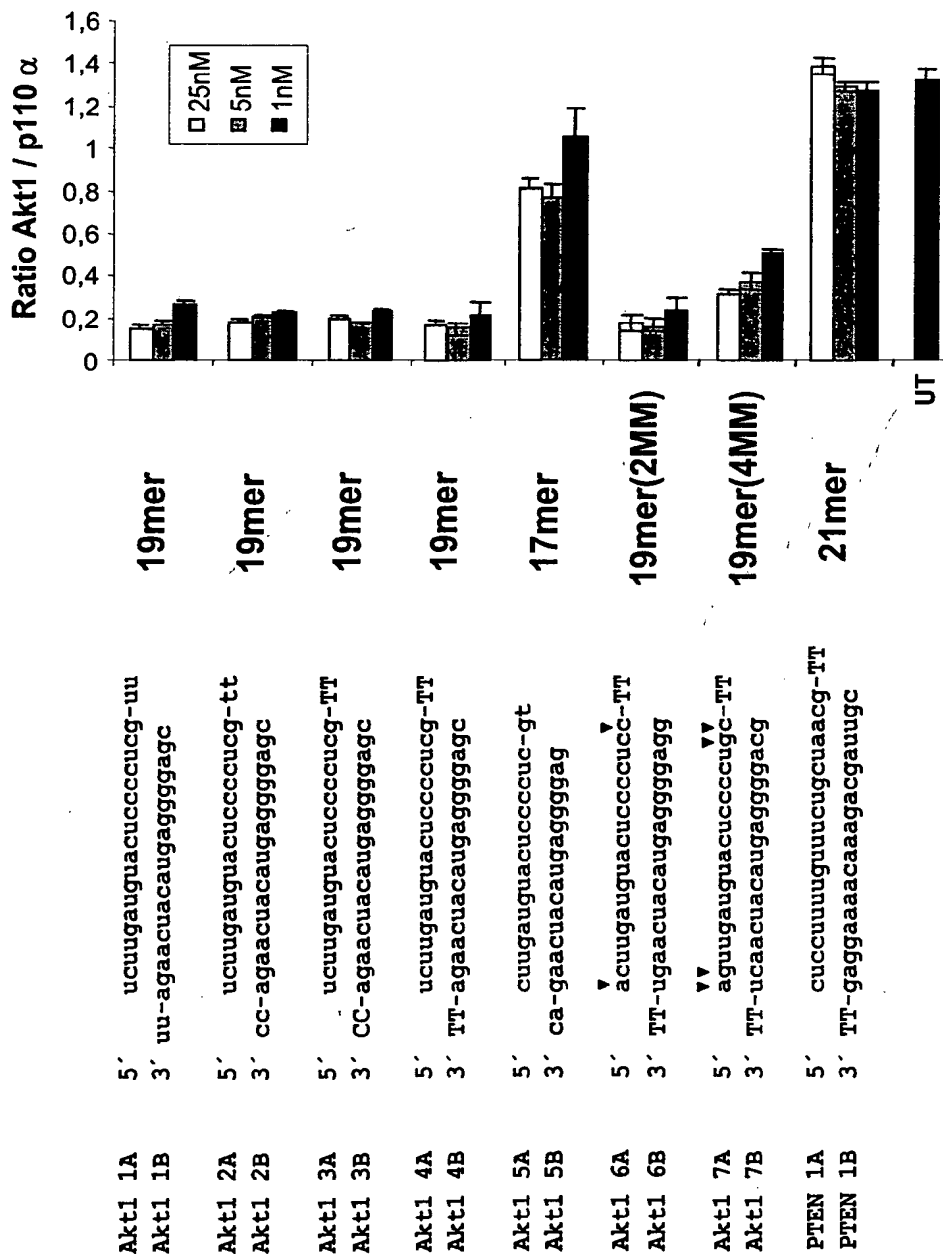 Ratio Akt1 / p110 α
0
0,2
0,4
0,6
0,8
1
1,2
1,4
1,6
25nM
5nM
1nM
Akt1 1A 5´ ucuugauguacuccccucg-uu
Akt1 1B 3´ uu-agaacuacaugaggggagc
19mer
Akt1 2A 5´ ucuugauguacuccccucg-tt
Akt1 2B 3´ cc-agaacuacaugaggggagc
19mer
Akt1 3A 5´ ucuugauguacuccccucg-TT
Akt1 3B 3´ CC-agaacuacaugaggggagc
19mer
Akt1 4A 5´ ucuugauguacuccccucg-TT
Akt1 4B 3´ TT-agaacuacaugaggggagc
19mer
Akt1 5A 5´ cuugauguacuccccuc-gt
Akt1 5B 3´ ca-gaacuacaugaggggag
17mer
Akt1 6A 5´ acuugauguacuccccucc-TT
Akt1 6B 3´ TT-ugaacuacaugaggggagg
19mer(2MM)
Akt1 7A 5´ aguugauguacuccccugc-TT
Akt1 7B 3´ TT-ucaacuacaugaggggacg
19mer(4MM)
PTEN 1A 5´ cuccuuuuguuucugcuaacg-TT
PTEN 1B 3´ TT-gaggaaaacaaagacgauugc
21mer
UT